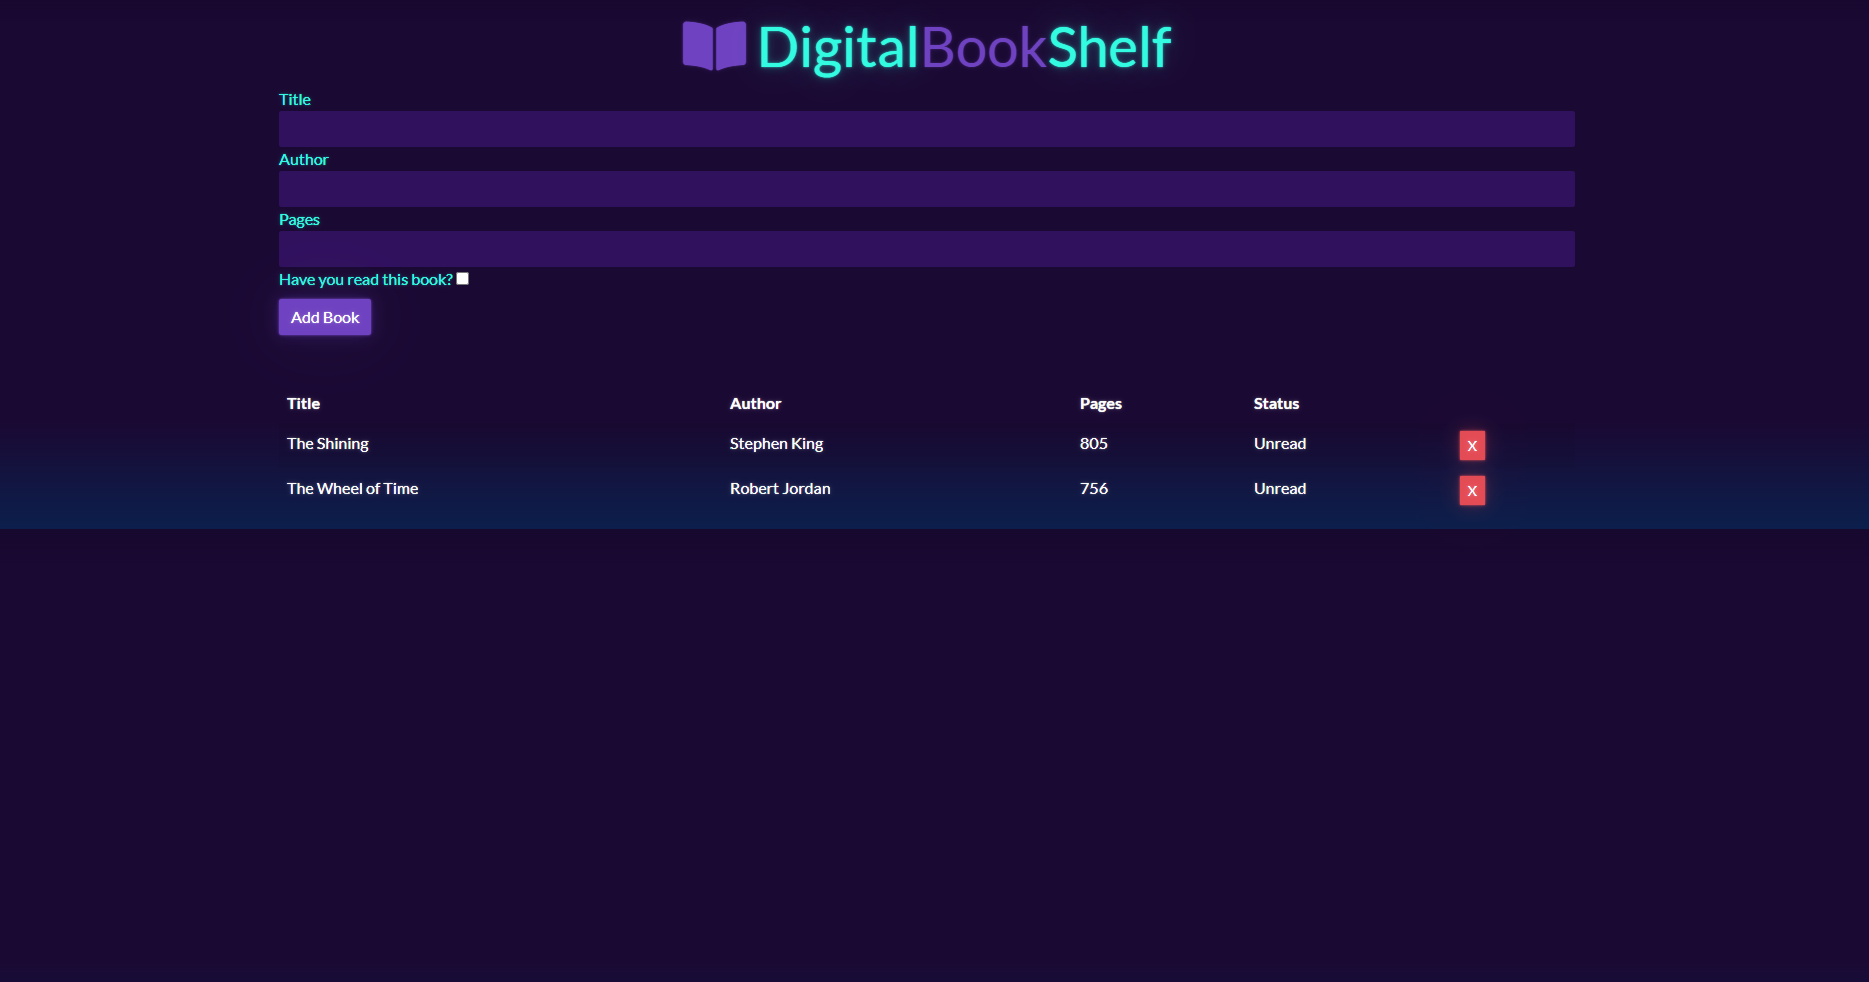 DigitalBookShelf
Title
Author
Pages
Have you read this book?
Add Book
Title Author Pages Status
The Shining Stephen King 805 Unread X
The Wheel of Time Robert Jordan 756 Unread X